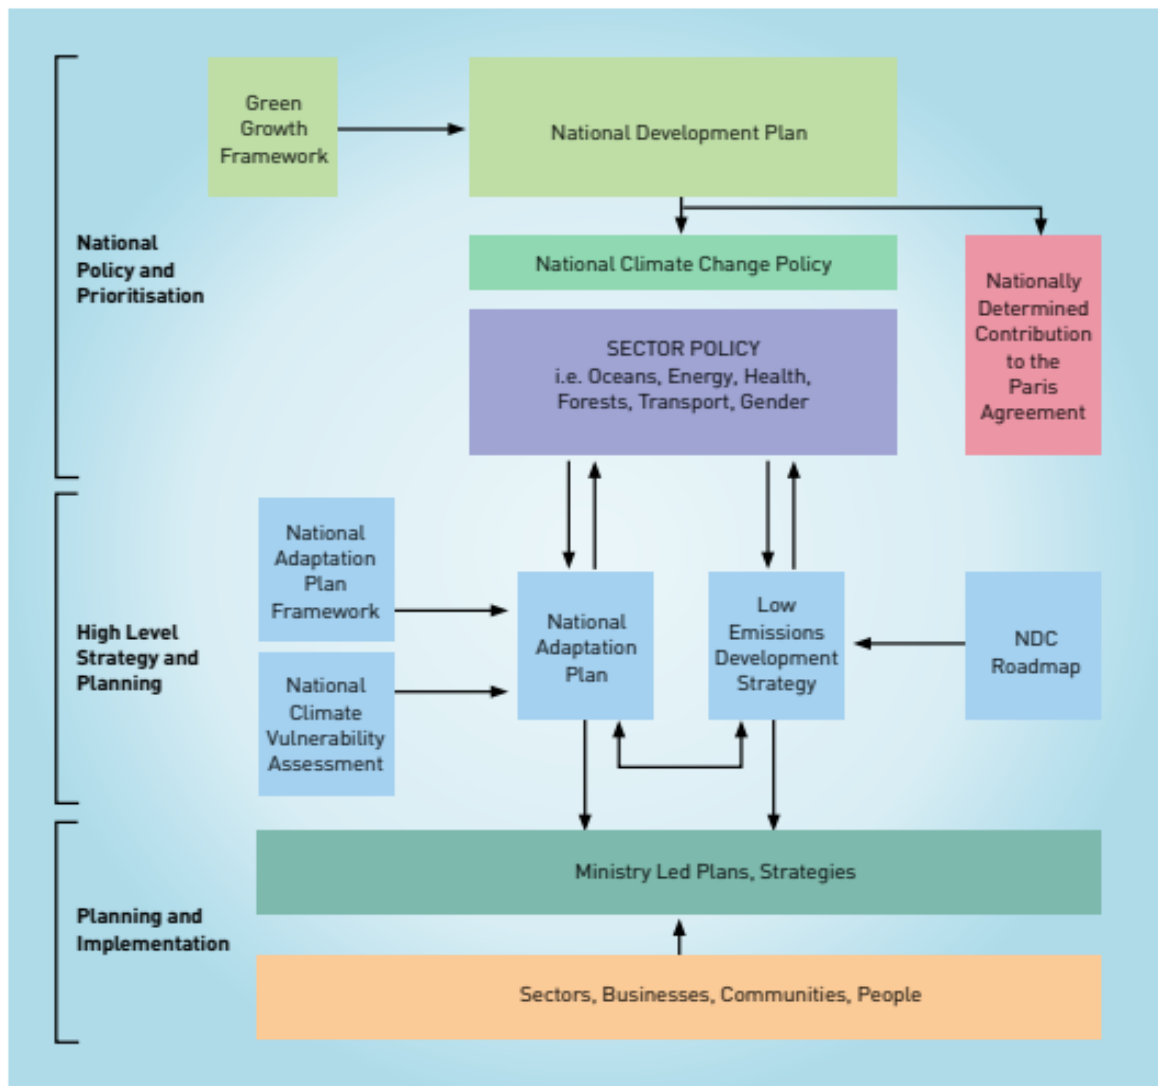 Green
Growth
Framework
National Development Plan
National
Policy and
Prioritisation
National Climate Change Policy
Nationally
Determined
Contribution
to the
Paris
Agreement
SECTOR POLICY
i.e. Oceans, Energy, Health,
Forests, Transport, Gender
High Level
Strategy and
Planning
National
Adaptation
Plan
Framework
National
Climate
Vulnerability
Assessment
National
Adaptation
Plan
Low
Emissions
Development
Strategy
NDC
Roadmap
Planning and
Implementation
Ministry Led Plans, Strategies
Sectors, Businesses, Communities, People